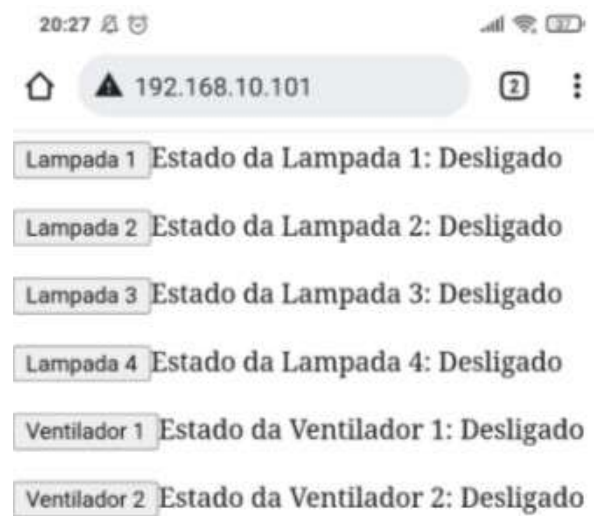 20:27 37
192.168.10.101 2
Lampada 1 Estado da Lampada 1: Desligado
Lampada 2 Estado da Lampada 2: Desligado
Lampada 3 Estado da Lampada 3: Desligado
Lampada 4 Estado da Lampada 4: Desligado
Ventilador 1 Estado da Ventilador 1: Desligado
Ventilador 2 Estado da Ventilador 2: Desligado